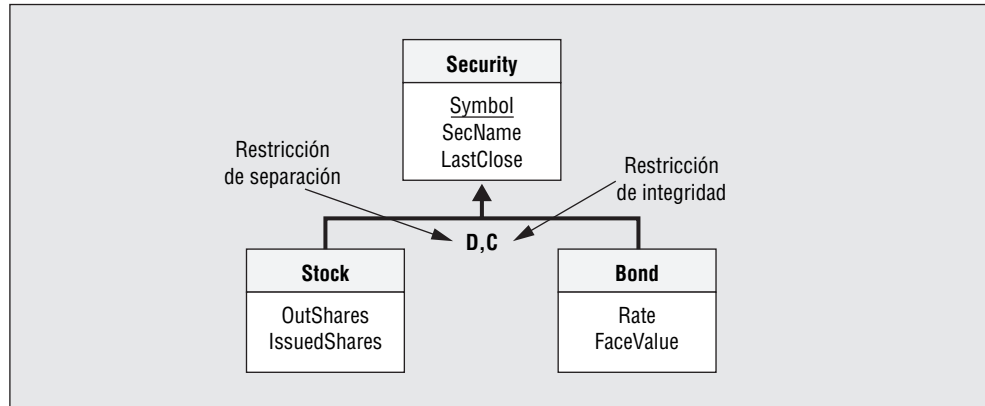 Security
Symbol
SecName
LastClose
Restricción
de separación
Restricción
de integridad
D,C
Stock
OutShares
IssuedShares
Bond
Rate
FaceValue